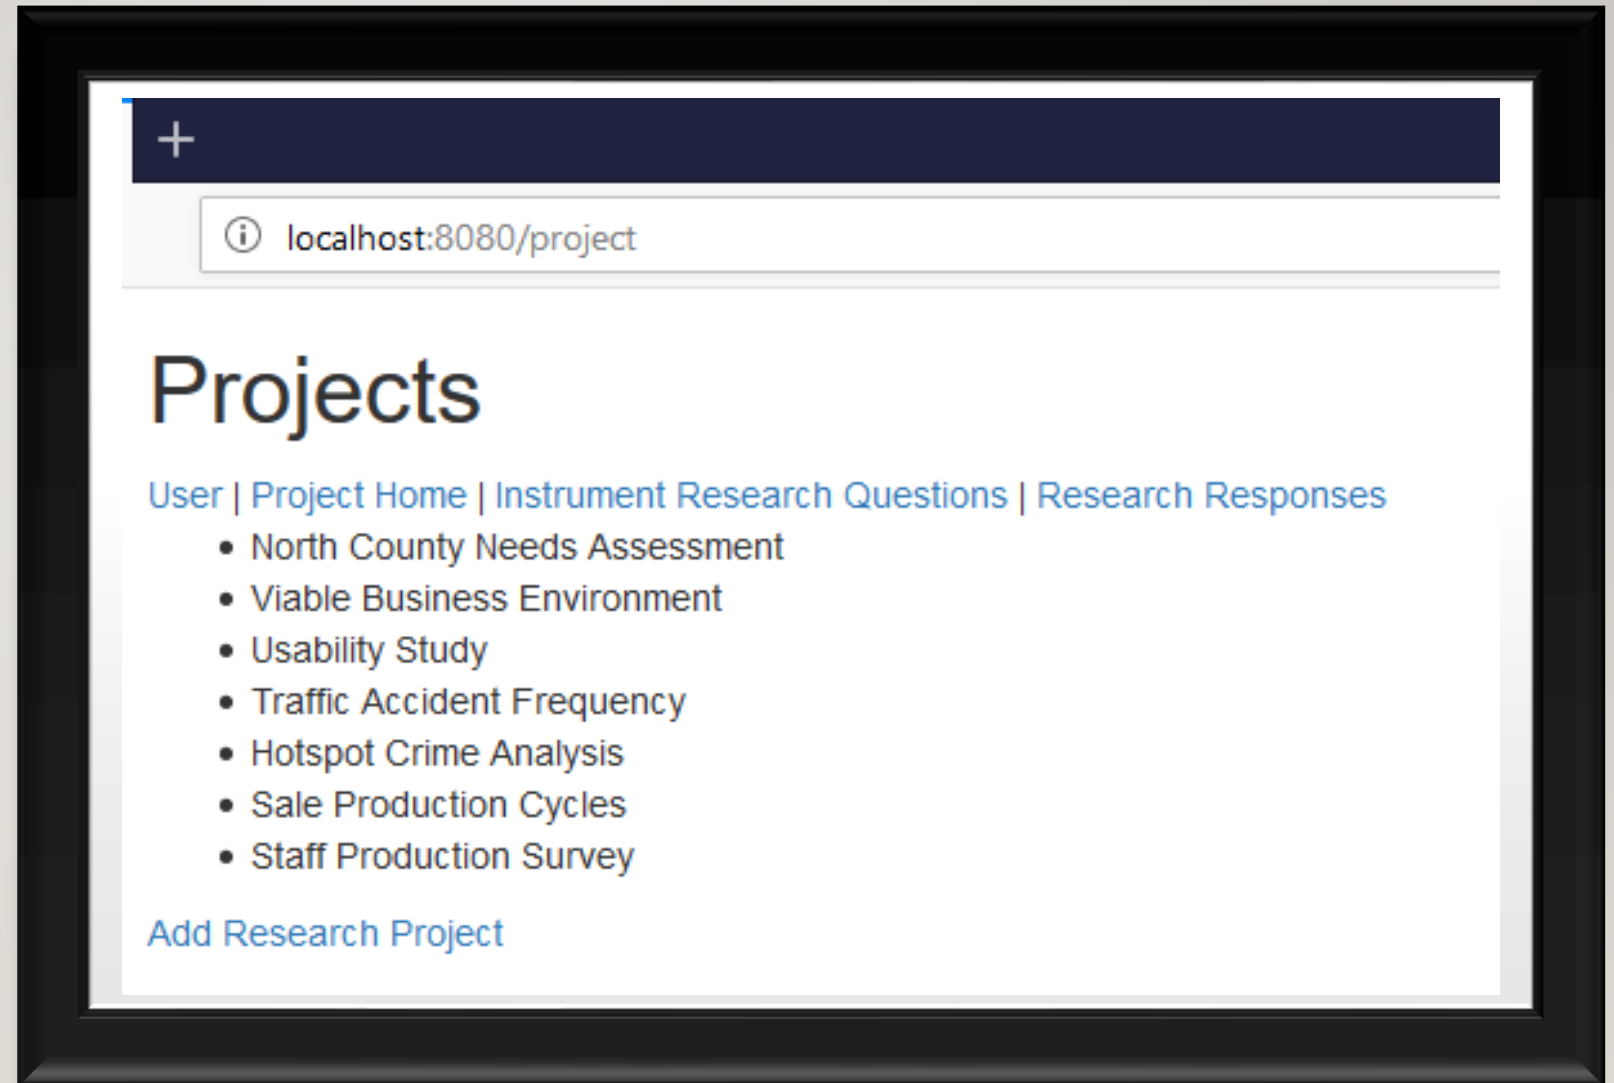 localhost:8080/project
Projects
User | Project Home | Instrument Research Questions | Research Responses
North County Needs Assessment
Viable Business Environment
Usability Study
Traffic Accident Frequency
Hotspot Crime Analysis
Sale Production Cycles
Staff Production Survey
Add Research Project